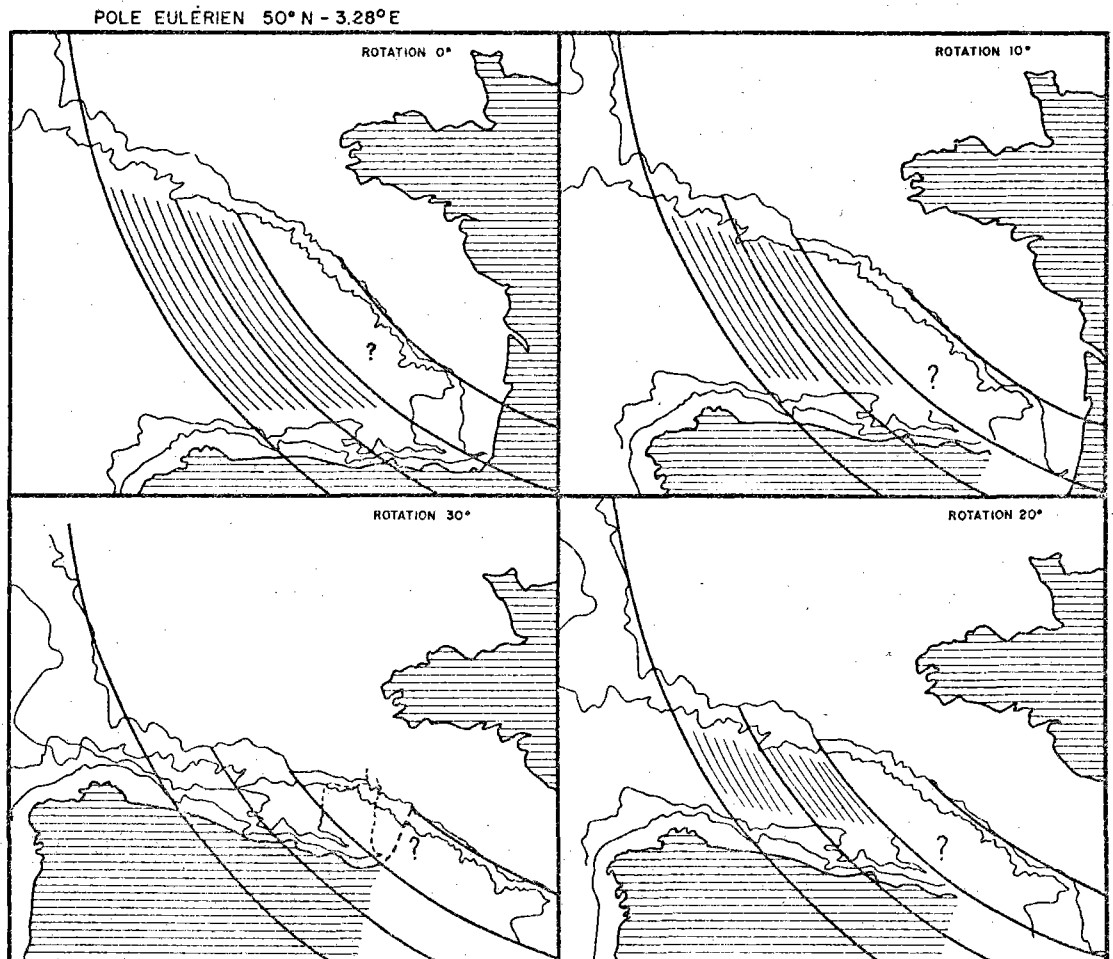 POLE EULÉRIEN 50° N - 3,28° E
ROTATION 0°
ROTATION 10°
?
?
ROTATION 30°
ROTATION 20°
?
?